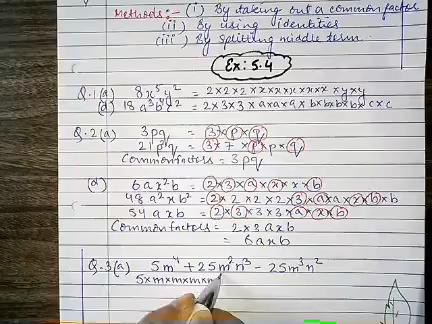 Methods:- (i) By taking out a common factor
(ii) By using identities
(iii) By splitting middle term.
Ex: 5.4
Q.1(a) 8x⁵y² = 2×2×2×x×x×x×x×x×y×y
(d) 18a³b⁴c² = 2×3×3×a×a×a×b×b×b×b×c×c
Q.2(a) 3pq = 3×p×q
21p²q = 3×7×p×p×q
Common factors = 3pq
(d) 6ax²b = 2×3×a×x×x×b
48a²xb² = 2×2×2×2×3×a×a×x×b×b
54axb = 2×3×3×3×a×x×b
Common factors = 2×3axb
= 6axb
Q.3(a) 5m⁴ + 25m²n³ - 25m³n²
5×m×m×m×m